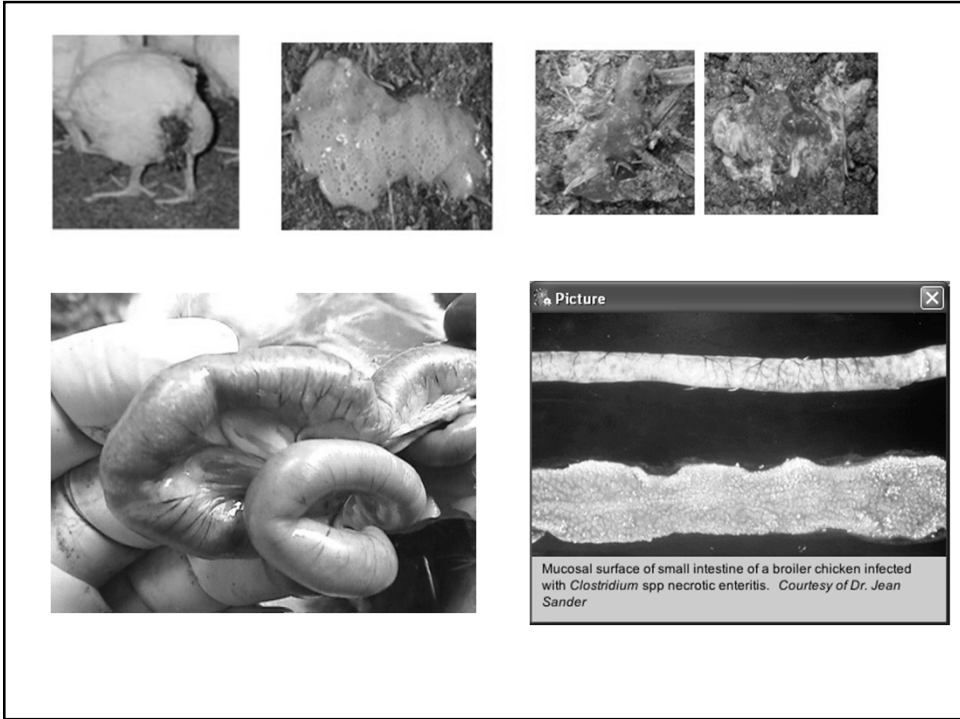 Picture
Mucosal surface of small intestine of a broiler chicken infected
with Clostridium spp necrotic enteritis. Courtesy of Dr. Jean
Sander